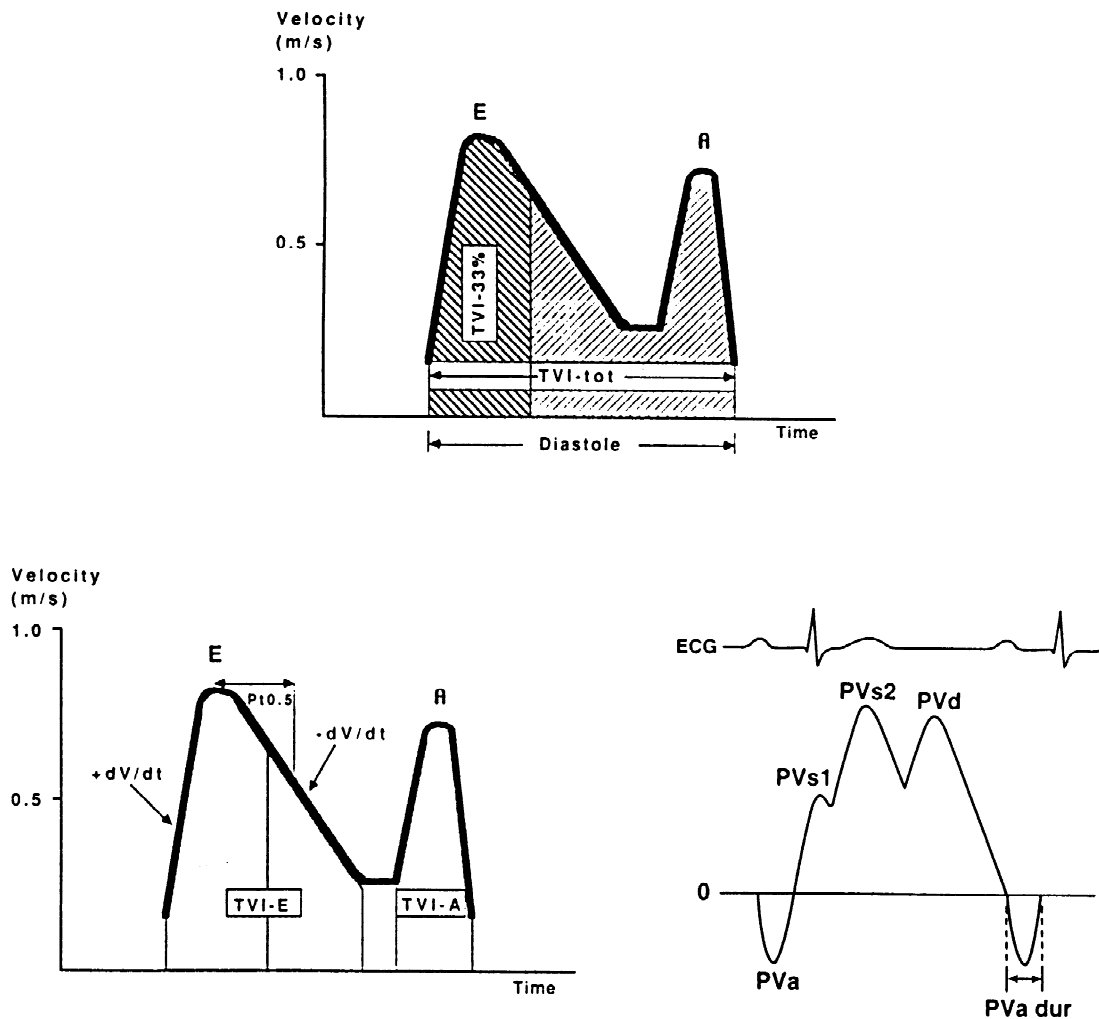 Velocity
(m/s)
1.0
E
A
0.5
TVI-33%
TVI-tot
Time
Diastole
Velocity
(m/s)
1.0
E
Pt0.5
A
-dV/dt
+dV/dt
0.5
TVI-E
TVI-A
Time
ECG
PVs2
PVd
PVs1
0
PVa
PVa dur